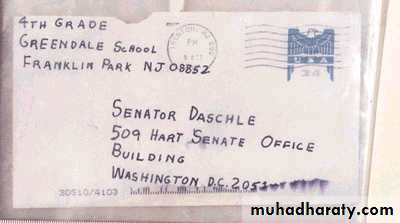 4TH GRADE
GREENDALE SCHOOL
FRANKLIN PARK NJ 08852
PM
USA
34
SENATOR DASCHLE
509 HART SENATE OFFICE
BUILDING
WASHINGTON D.C.
30510/4103
muhadharaty.com